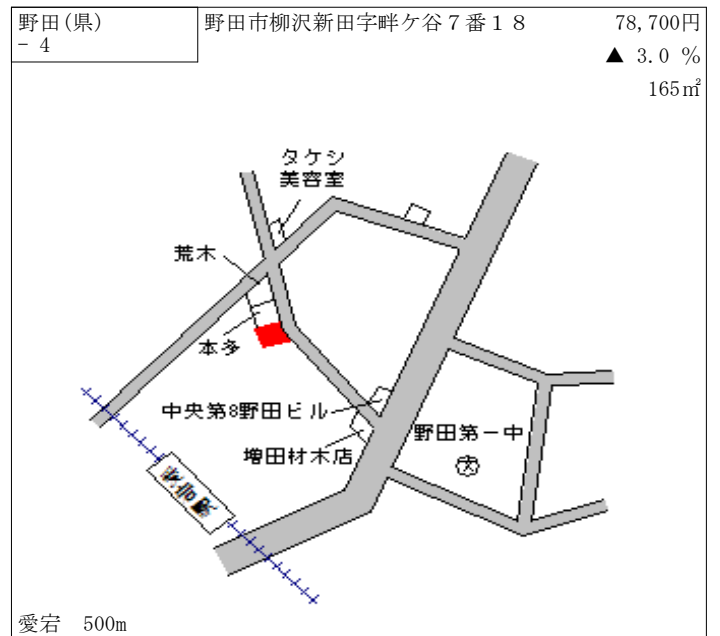 野田(県)
- 4
野田市柳沢新田字畔ケ谷７番１８
78,700円
▲ 3.0 %
165㎡
タケシ
美容室
荒木
本多
中央第8野田ビル
増田材木店
野田第一中
愛宕 500m